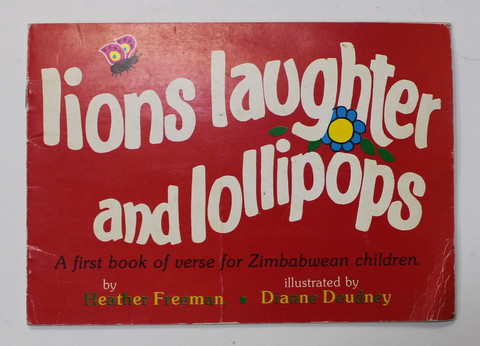 lions laughter
and lollipops
A first book of verse for Zimbabwean children.
by
Heather Freeman.
illustrated by
Dianne Deudney